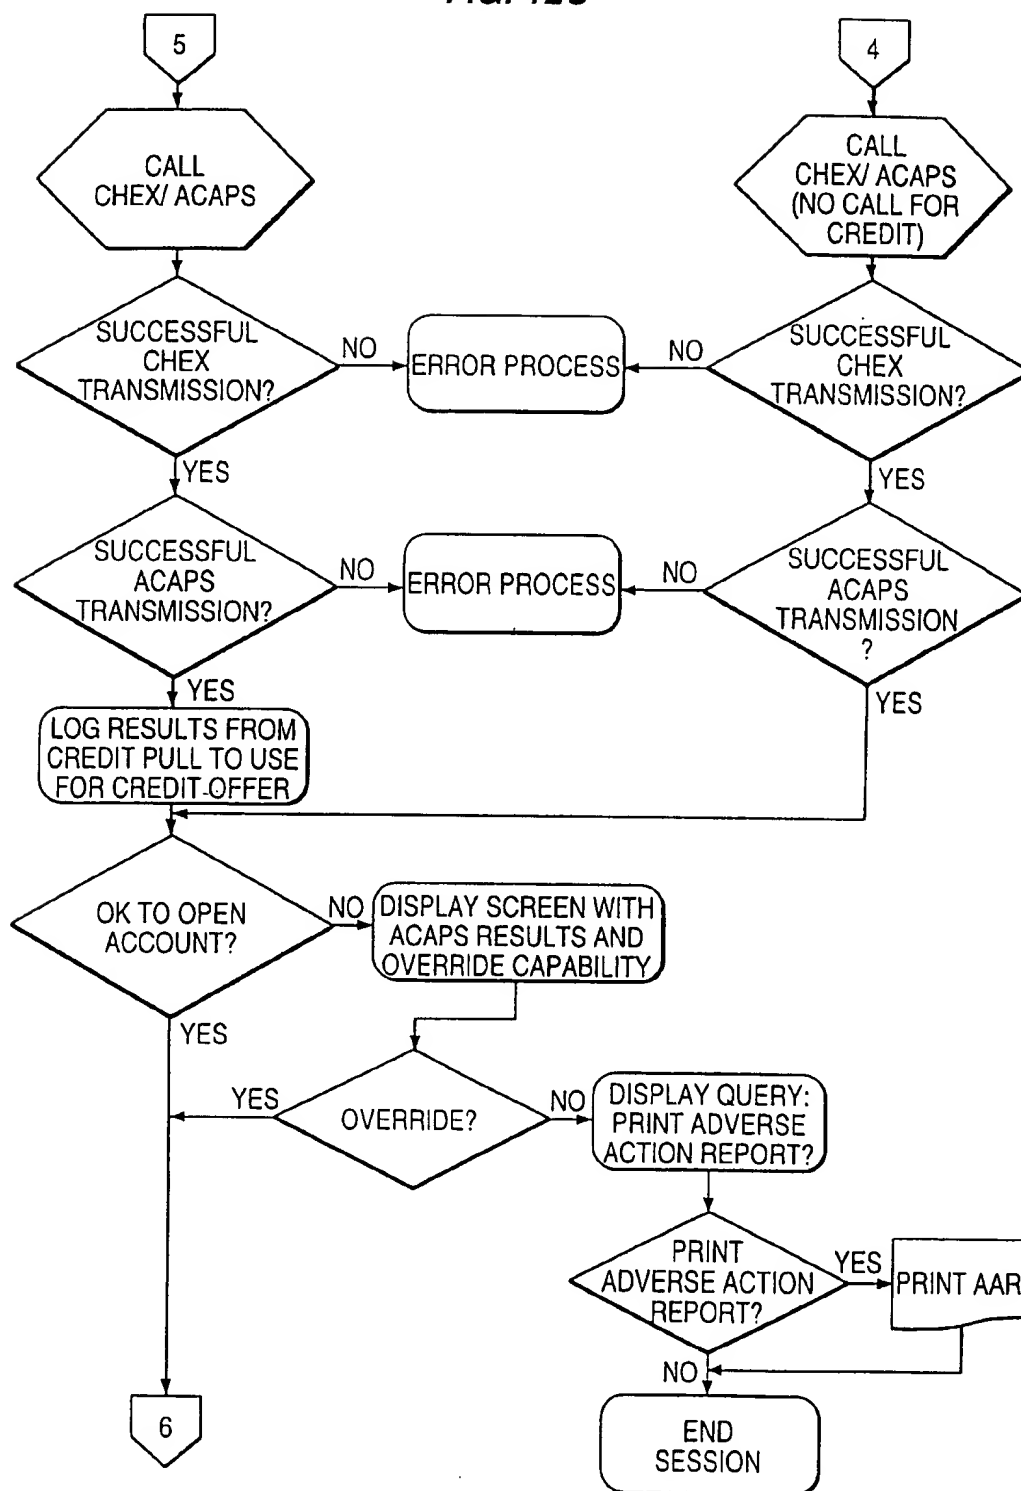 5
4
CALL
CHEX/ ACAPS
CALL
CHEX/ ACAPS
(NO CALL FOR
CREDIT)
SUCCESSFUL
CHEX
TRANSMISSION?
NO
ERROR PROCESS
NO
SUCCESSFUL
CHEX
TRANSMISSION?
YES
YES
SUCCESSFUL
ACAPS
TRANSMISSION?
NO
ERROR PROCESS
NO
SUCCESSFUL
ACAPS
TRANSMISSION
?
YES
YES
LOG RESULTS FROM
CREDIT PULL TO USE
FOR CREDIT OFFER
OK TO OPEN
ACCOUNT?
NO
DISPLAY SCREEN WITH
ACAPS RESULTS AND
OVERRIDE CAPABILITY
YES
YES
OVERRIDE?
NO
DISPLAY QUERY:
PRINT ADVERSE
ACTION REPORT?
PRINT
ADVERSE ACTION
REPORT?
YES
PRINT AAR
NO
6
END
SESSION